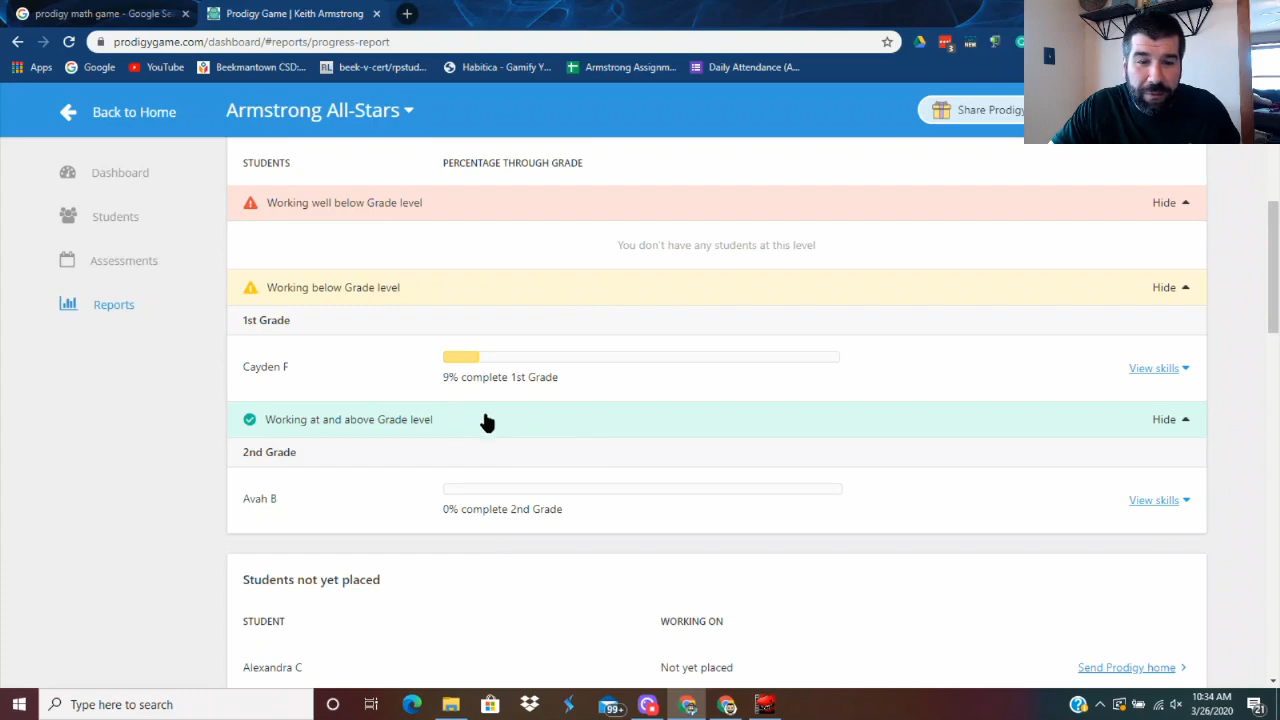 prodigy math game - Google Se
Prodigy Game | Keith Armstrong
prodigygame.com/dashboard/#reports/progress-report
Apps
Google
YouTube
Beekmantown CSD:...
RL
beek-v-cert/rpstud...
Habitica - Gamify Y...
Armstrong Assignm...
Daily Attendance (A...
3
NEW
Back to Home
Armstrong All-Stars
Share Prodigy
Dashboard
Students
Assessments
Reports
STUDENTS
PERCENTAGE THROUGH GRADE
Working well below Grade level
Hide
You don't have any students at this level
Working below Grade level
Hide
1st Grade
Cayden F
9% complete 1st Grade
View skills
Working at and above Grade level
Hide
2nd Grade
Avah B
0% complete 2nd Grade
View skills
Students not yet placed
STUDENT
WORKING ON
Alexandra C
Not yet placed
Send Prodigy home
Type here to search
99+
10:34 AM
3/26/2020
21